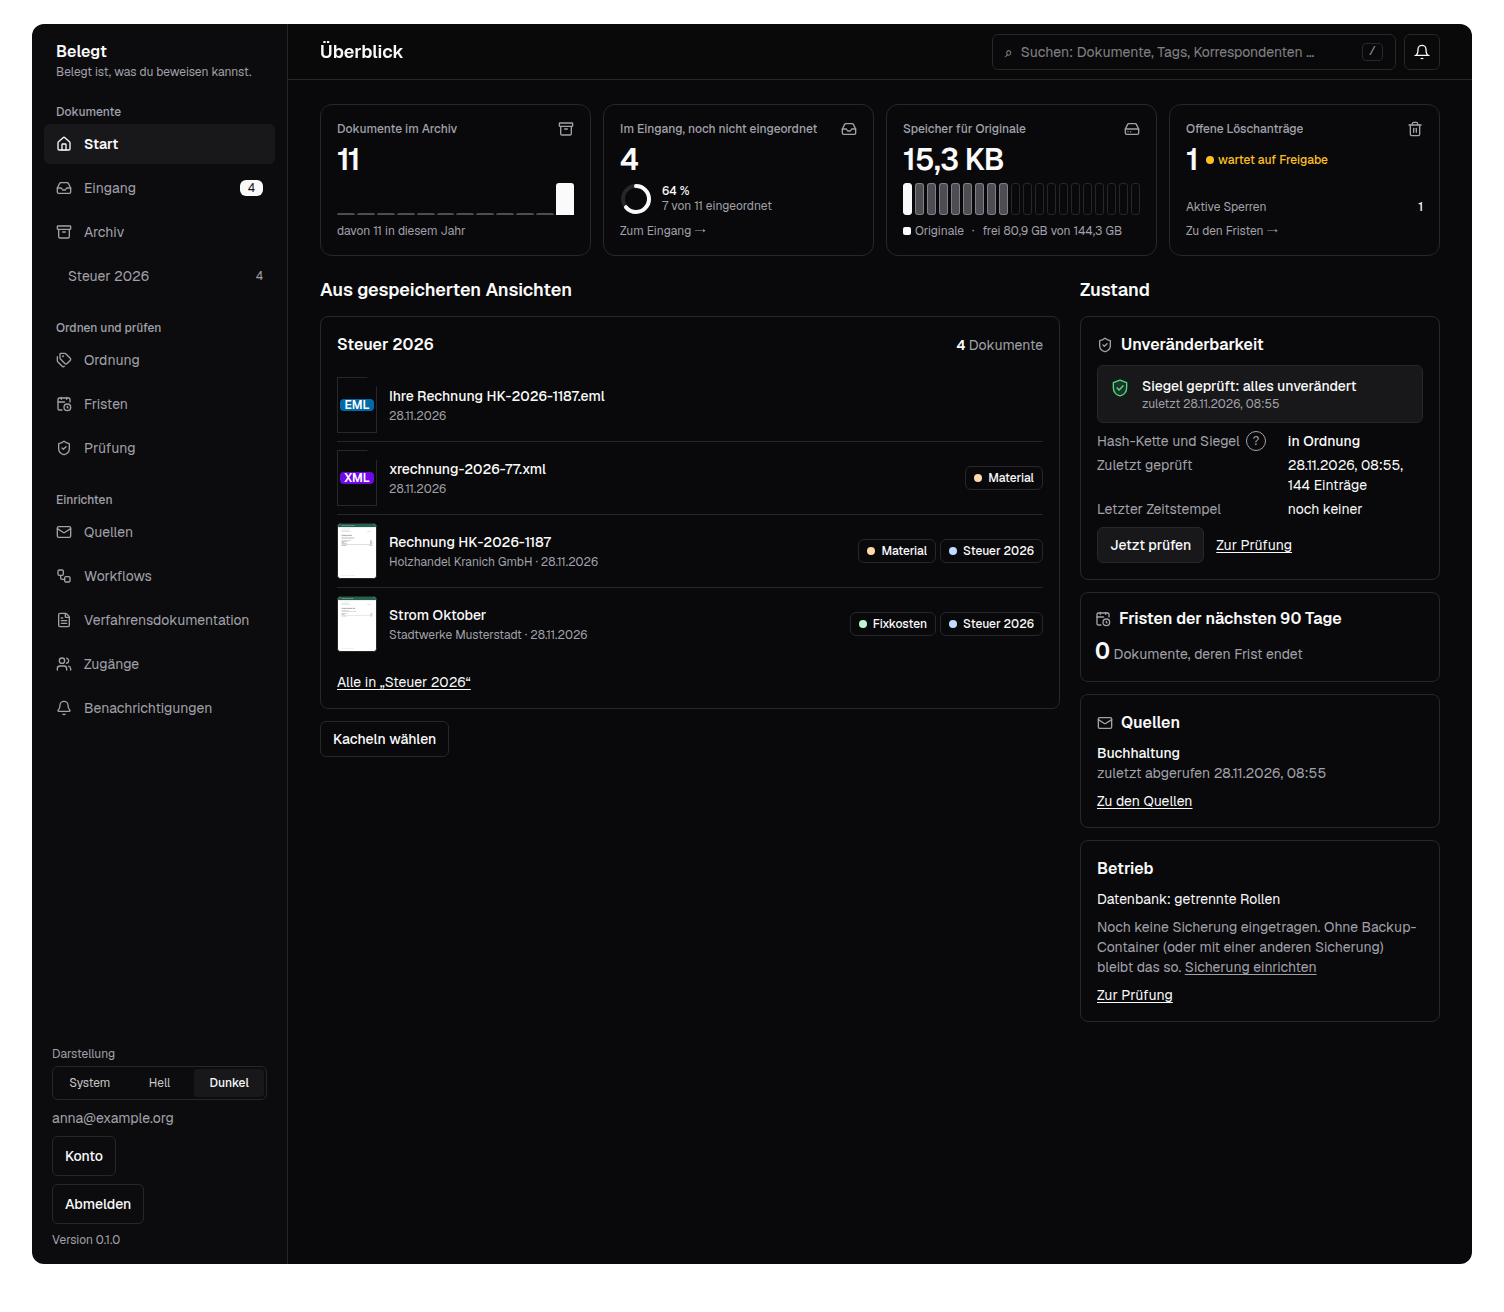 Belegt
Belegt ist, was du beweisen kannst.
Dokumente
Start
Eingang 4
Archiv
Steuer 2026 4
Ordnen und prüfen
Ordnung
Fristen
Prüfung
Einrichten
Quellen
Workflows
Verfahrensdokumentation
Zugänge
Benachrichtigungen
Darstellung
System Hell Dunkel
anna@example.org
Konto
Abmelden
Version 0.1.0
Überblick
Suchen: Dokumente, Tags, Korrespondenten … /
Dokumente im Archiv
11
davon 11 in diesem Jahr
Im Eingang, noch nicht eingeordnet
4
64 %
7 von 11 eingeordnet
Zum Eingang →
Speicher für Originale
15,3 KB
Originale · frei 80,9 GB von 144,3 GB
Offene Löschanträge
1 wartet auf Freigabe
Aktive Sperren 1
Zu den Fristen →
Aus gespeicherten Ansichten
Steuer 2026 4 Dokumente
EML
Ihre Rechnung HK-2026-1187.eml
28.11.2026
XML
xrechnung-2026-77.xml
28.11.2026
Material
Rechnung HK-2026-1187
Holzhandel Kranich GmbH · 28.11.2026
Material Steuer 2026
Strom Oktober
Stadtwerke Musterstadt · 28.11.2026
Fixkosten Steuer 2026
Alle in „Steuer 2026“
Kacheln wählen
Zustand
Unveränderbarkeit
Siegel geprüft: alles unverändert
zuletzt 28.11.2026, 08:55
Hash-Kette und Siegel ? in Ordnung
Zuletzt geprüft 28.11.2026, 08:55,
144 Einträge
Letzter Zeitstempel noch keiner
Jetzt prüfen Zur Prüfung
Fristen der nächsten 90 Tage
0 Dokumente, deren Frist endet
Quellen
Buchhaltung
zuletzt abgerufen 28.11.2026, 08:55
Zu den Quellen
Betrieb
Datenbank: getrennte Rollen
Noch keine Sicherung eingetragen. Ohne Backup-
Container (oder mit einer anderen Sicherung)
bleibt das so. Sicherung einrichten
Zur Prüfung